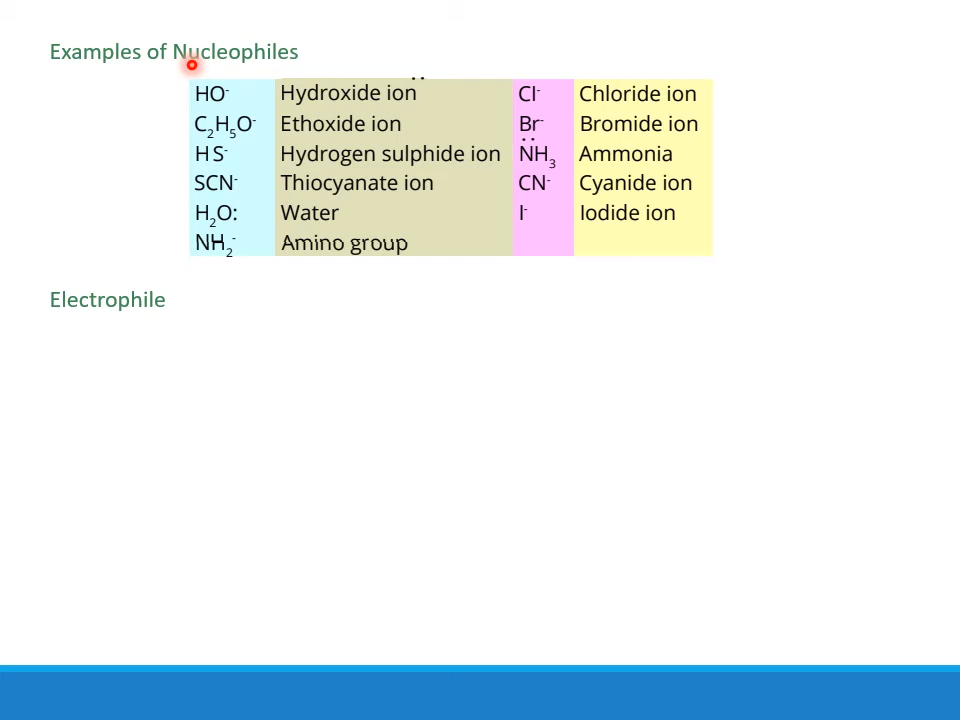 Examples of Nucleophiles
HO⁻ Hydroxide ion Cl⁻ Chloride ion
C₂H₅O⁻ Ethoxide ion Br⁻ Bromide ion
HS⁻ Hydrogen sulphide ion N̈H₃ Ammonia
SCN⁻ Thiocyanate ion CN⁻ Cyanide ion
H₂O: Water I⁻ Iodide ion
NH₂⁻ Amino group
Electrophile